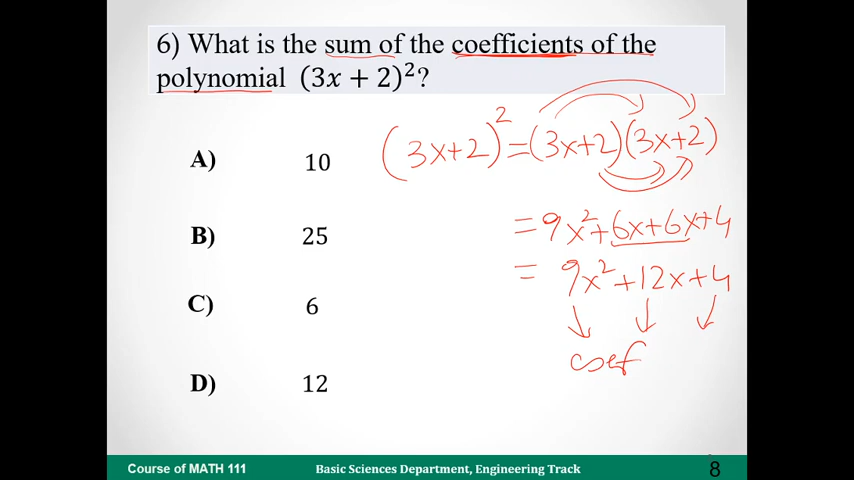 6) What is the sum of the coefficients of the
polynomial (3x + 2)²?
(3x+2)² = (3x+2)(3x+2)
A) 10
= 9x² + 6x + 6x + 4
B) 25
= 9x² + 12x + 4
C) 6
coef
D) 12
Course of MATH 111 Basic Sciences Department, Engineering Track 8